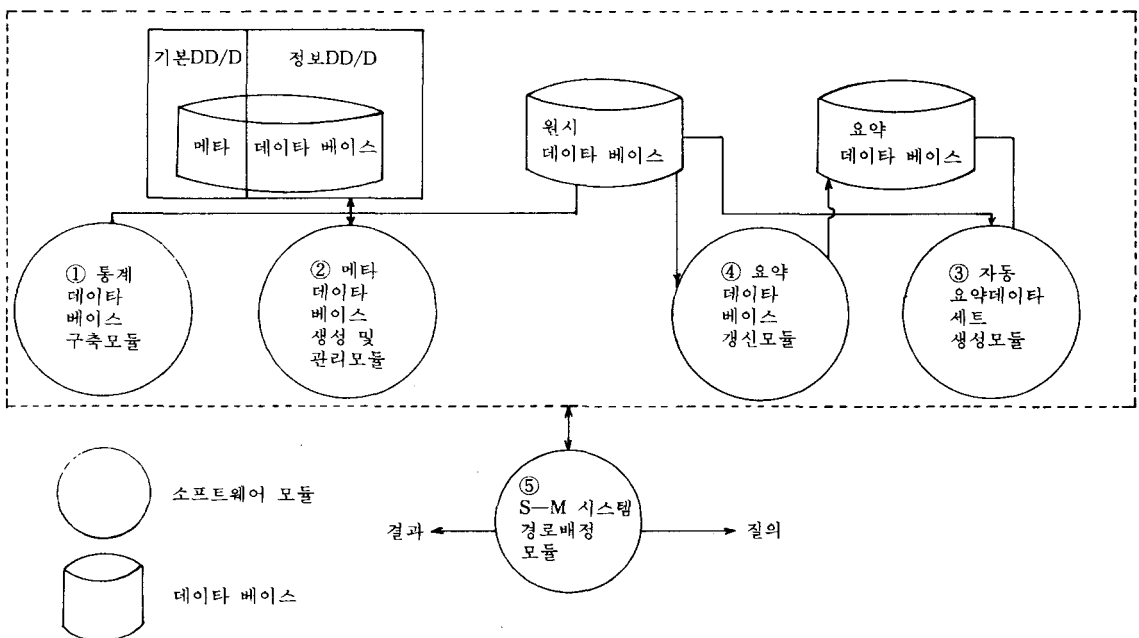 기본DD/D 정보DD/D
메타 데이타 베이스
원시
데이타 베이스
요약
데이타 베이스
① 통계
데이타
베이스
구축모듈
② 메타
데이타
베이스
생성 및
관리모듈
④ 요약
데이타
베이스
갱신모듈
③ 자동
요약데이타
세트
생성모듈
⑤
S—M 시스템
경로배정
모듈
결과
질의
소프트웨어 모듈
데이타 베이스